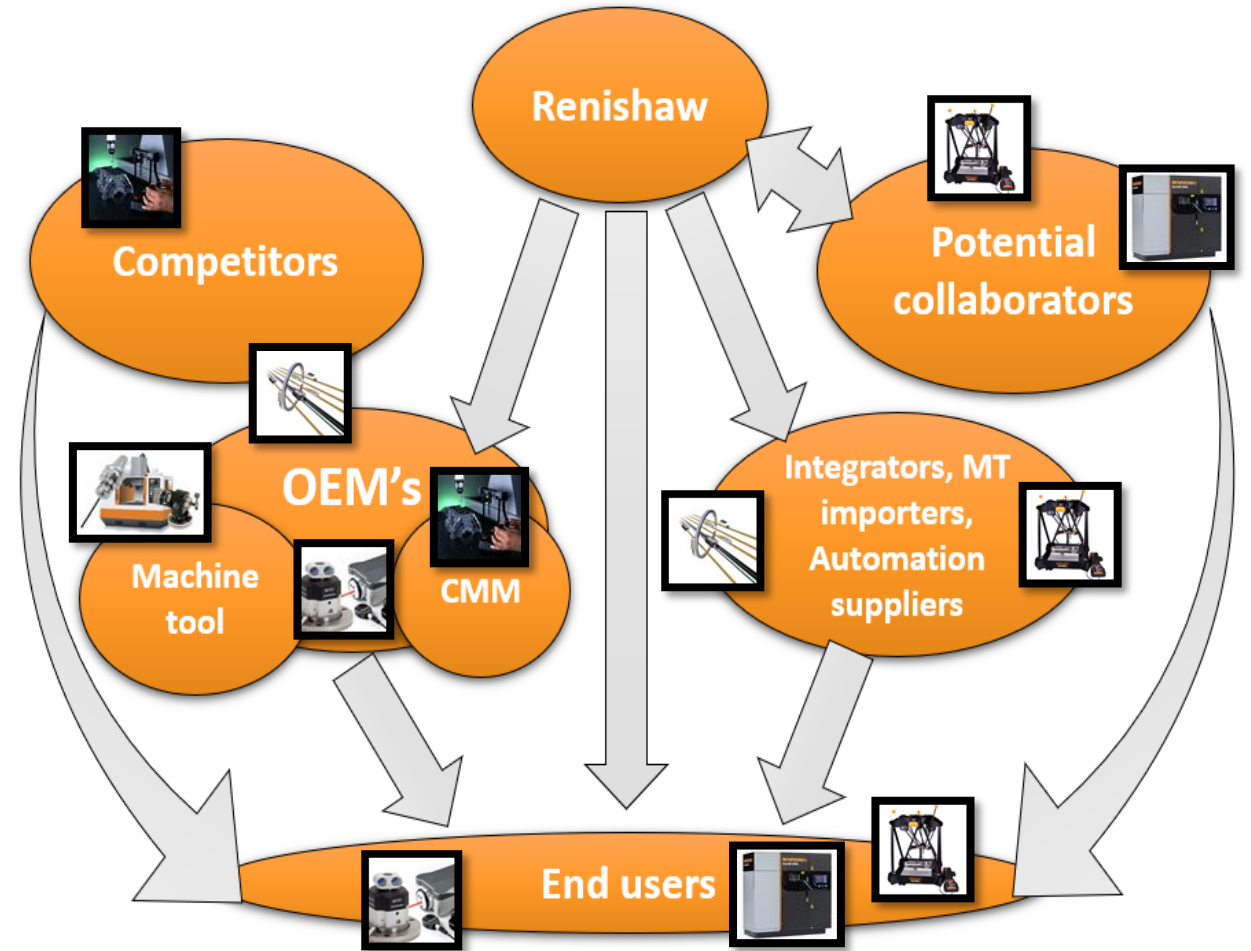 Renishaw
Competitors
Potential
collaborators
OEM's
Machine
tool
CMM
Integrators, MT
importers,
Automation
suppliers
End users